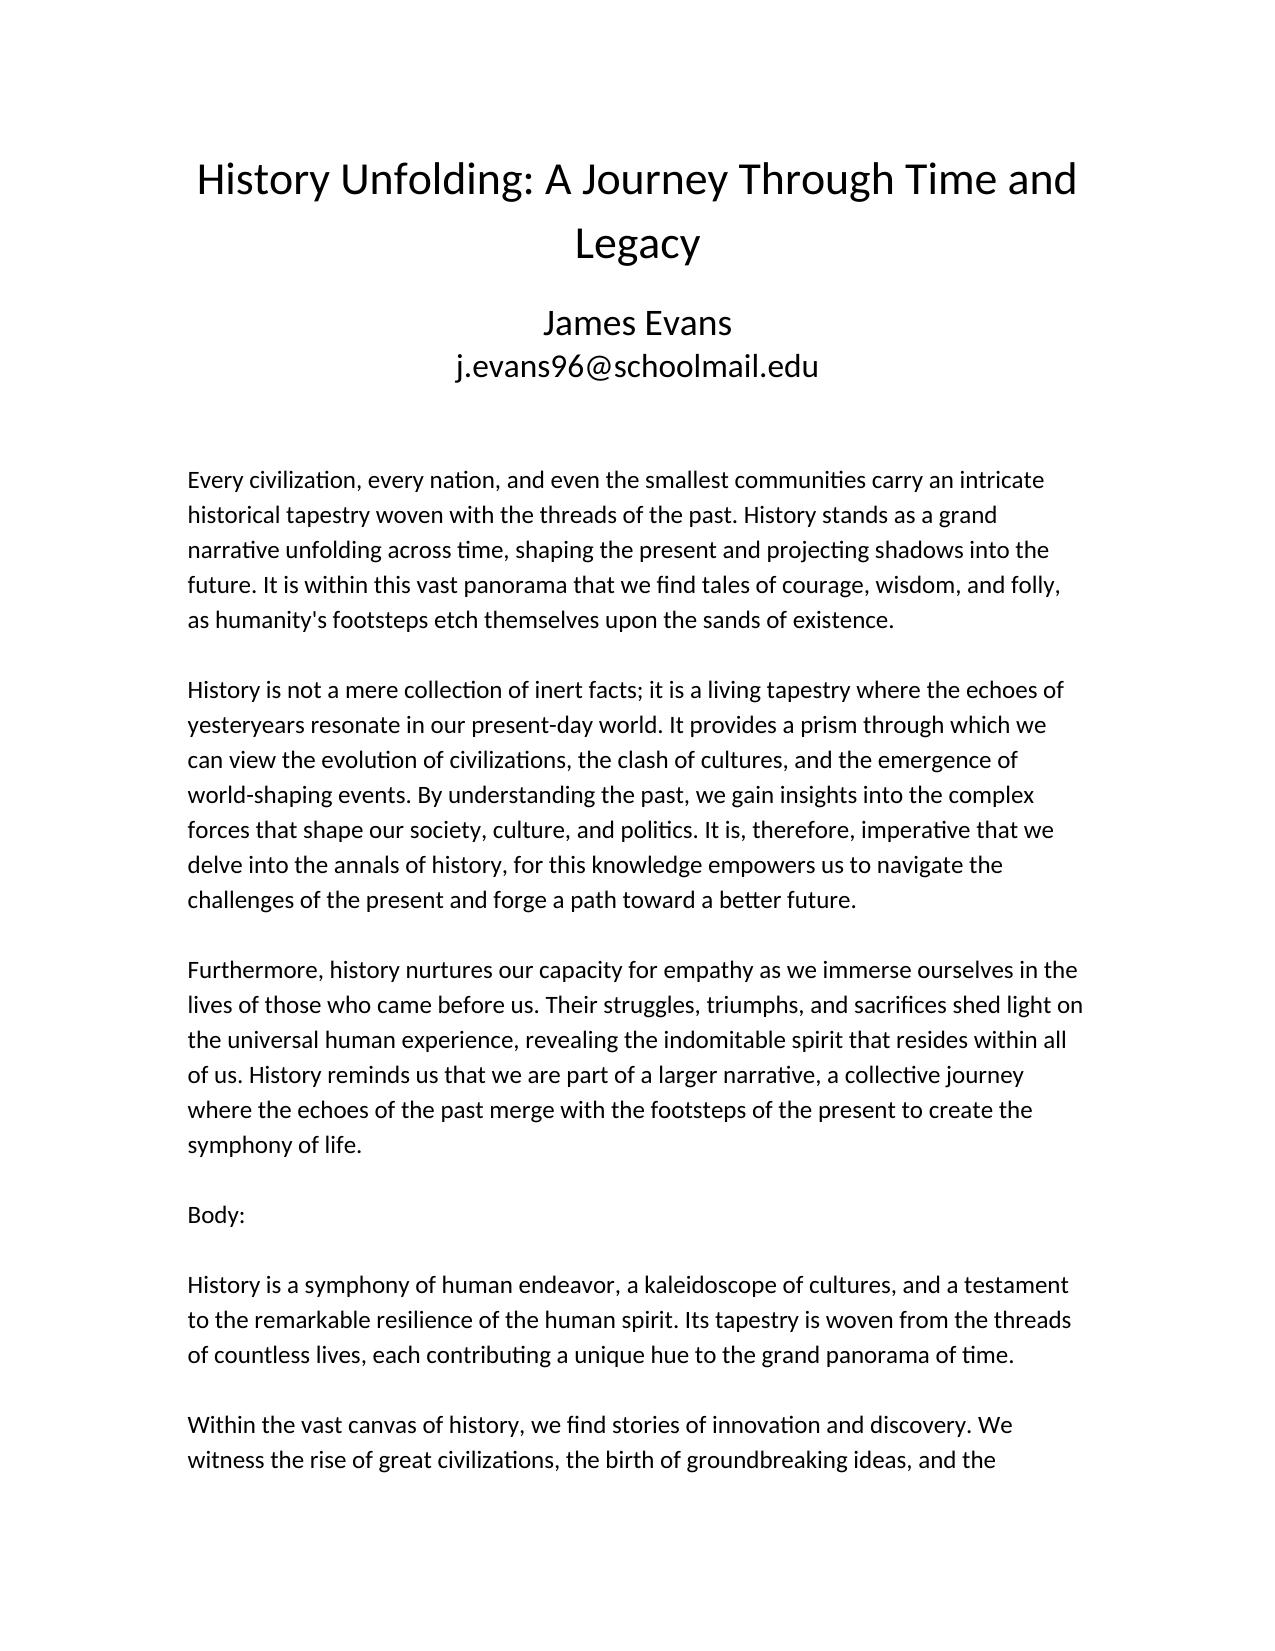 History Unfolding: A Journey Through Time and
Legacy
James Evans
j.evans96@schoolmail.edu
Every civilization, every nation, and even the smallest communities carry an intricate
historical tapestry woven with the threads of the past. History stands as a grand
narrative unfolding across time, shaping the present and projecting shadows into the
future. It is within this vast panorama that we find tales of courage, wisdom, and folly,
as humanity's footsteps etch themselves upon the sands of existence.
History is not a mere collection of inert facts; it is a living tapestry where the echoes of
yesteryears resonate in our present-day world. It provides a prism through which we
can view the evolution of civilizations, the clash of cultures, and the emergence of
world-shaping events. By understanding the past, we gain insights into the complex
forces that shape our society, culture, and politics. It is, therefore, imperative that we
delve into the annals of history, for this knowledge empowers us to navigate the
challenges of the present and forge a path toward a better future.
Furthermore, history nurtures our capacity for empathy as we immerse ourselves in the
lives of those who came before us. Their struggles, triumphs, and sacrifices shed light on
the universal human experience, revealing the indomitable spirit that resides within all
of us. History reminds us that we are part of a larger narrative, a collective journey
where the echoes of the past merge with the footsteps of the present to create the
symphony of life.
Body:
History is a symphony of human endeavor, a kaleidoscope of cultures, and a testament
to the remarkable resilience of the human spirit. Its tapestry is woven from the threads
of countless lives, each contributing a unique hue to the grand panorama of time.
Within the vast canvas of history, we find stories of innovation and discovery. We
witness the rise of great civilizations, the birth of groundbreaking ideas, and the